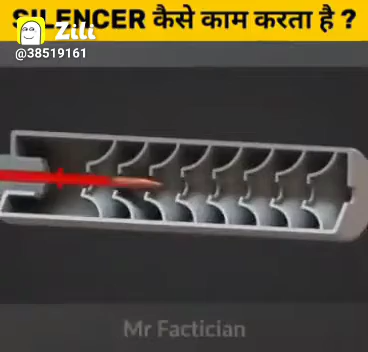 SILENCER कैसे काम करता है ?
Zili
@38519161
Mr Factician